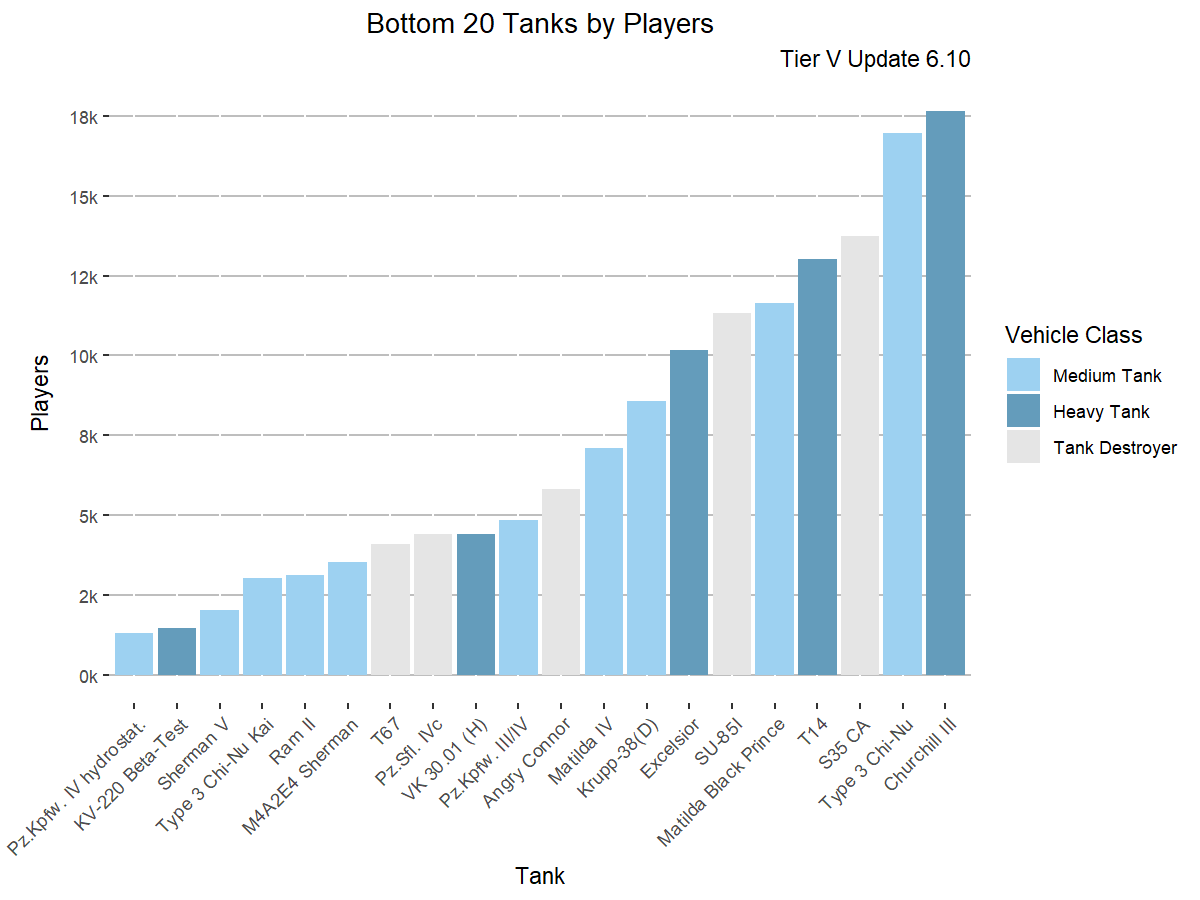 Bottom 20 Tanks by Players
Tier V Update 6.10
18k
15k
12k
10k
8k
5k
2k
0k
Players
Pz.Kpfw. IV hydrostat.
KV-220 Beta-Test
Sherman V
Type 3 Chi-Nu Kai
Ram II
M4A2E4 Sherman
T67
Pz.Sfl. IVc
VK 30.01 (H)
Pz.Kpfw. III/IV
Angry Connor
Matilda IV
Krupp-38(D)
Excelsior
SU-85I
Matilda Black Prince
T14
S35 CA
Type 3 Chi-Nu
Churchill III
Tank
Vehicle Class
Medium Tank
Heavy Tank
Tank Destroyer